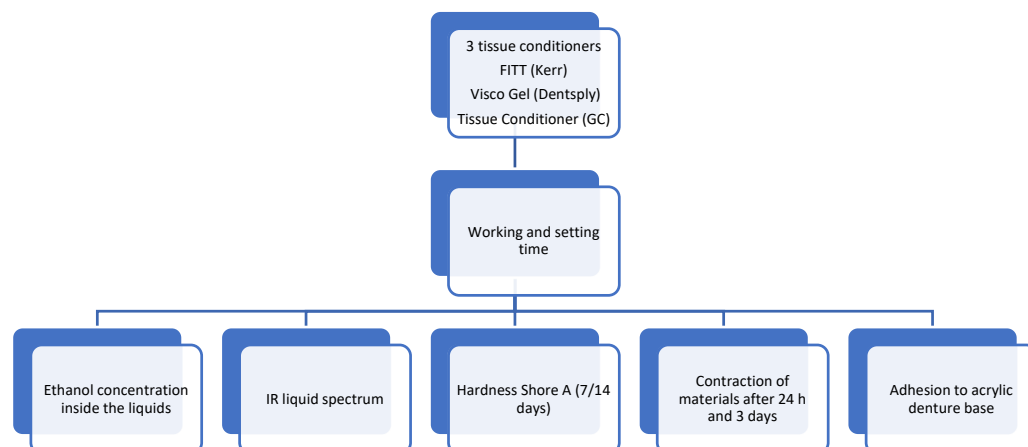 3 tissue conditioners
FITT (Kerr)
Visco Gel (Dentsply)
Tissue Conditioner (GC)
Working and setting
time
Ethanol concentration
inside the liquids
IR liquid spectrum
Hardness Shore A (7/14
days)
Contraction of
materials after 24 h
and 3 days
Adhesion to acrylic
denture base